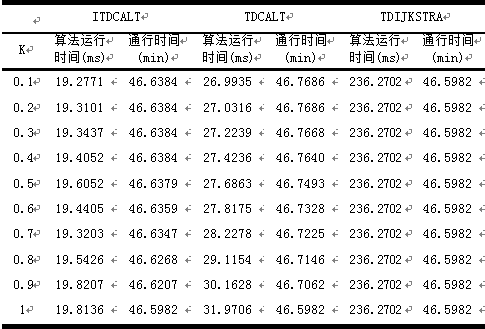 ITDCALT TDCALT TDIJKSTRA
K 算法运行时间(ms) 通行时间(min) 算法运行时间(ms) 通行时间(min) 算法运行时间(ms) 通行时间(min)
0.1 19.2771 46.6384 26.9935 46.7686 236.2702 46.5982
0.2 19.3101 46.6384 27.0316 46.7686 236.2702 46.5982
0.3 19.3437 46.6384 27.2239 46.7668 236.2702 46.5982
0.4 19.4052 46.6384 27.4236 46.7640 236.2702 46.5982
0.5 19.6052 46.6379 27.6863 46.7493 236.2702 46.5982
0.6 19.4405 46.6359 27.8175 46.7328 236.2702 46.5982
0.7 19.3203 46.6347 28.2278 46.7225 236.2702 46.5982
0.8 19.5426 46.6268 29.1154 46.7146 236.2702 46.5982
0.9 19.8207 46.6207 30.1628 46.7062 236.2702 46.5982
1 19.8136 46.5982 31.9706 46.5982 236.2702 46.5982